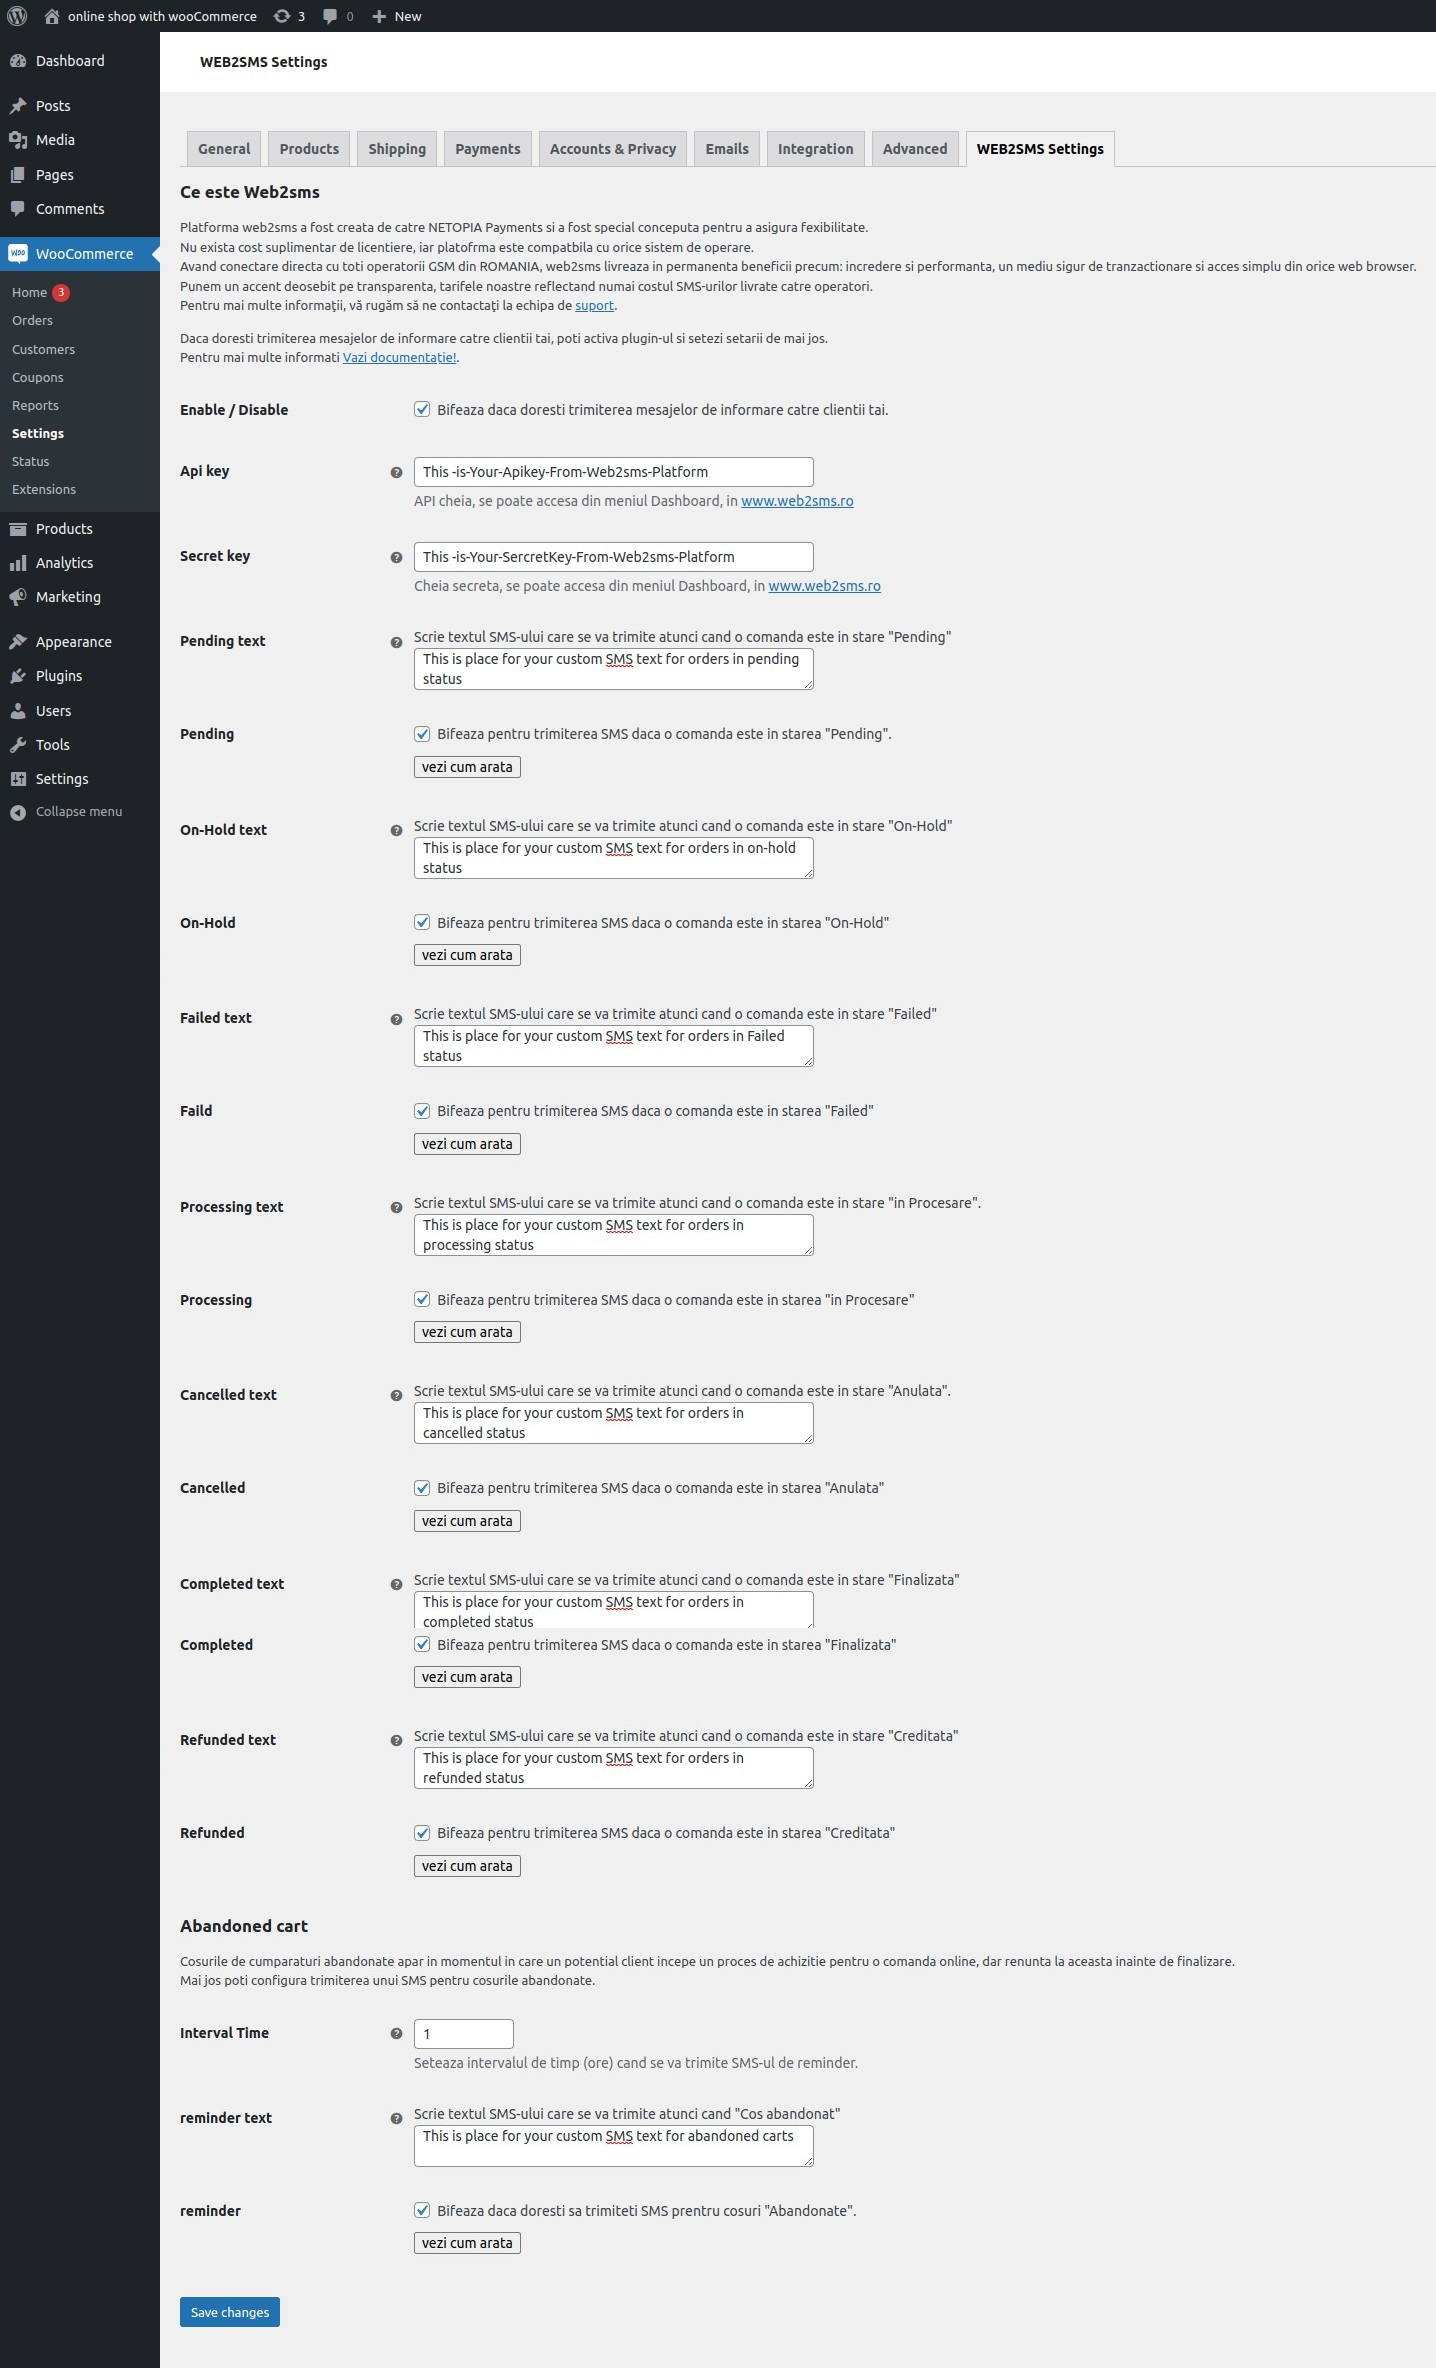 online shop with wooCommerce 3 0 New
Dashboard
Posts
Media
Pages
Comments
WooCommerce
Home 3
Orders
Customers
Coupons
Reports
Settings
Status
Extensions
Products
Analytics
Marketing
Appearance
Plugins
Users
Tools
Settings
Collapse menu
WEB2SMS Settings
General Products Shipping Payments Accounts & Privacy Emails Integration Advanced WEB2SMS Settings
Ce este Web2sms
Platforma web2sms a fost creata de catre NETOPIA Payments si a fost special conceputa pentru a asigura fexibilitate.
Nu exista cost suplimentar de licentiere, iar platofrma este compatbila cu orice sistem de operare.
Avand conectare directa cu toti operatorii GSM din ROMANIA, web2sms livreaza in permanenta beneficii precum: incredere si performanta, un mediu sigur de tranzactionare si acces simplu din orice web browser.
Punem un accent deosebit pe transparenta, tarifele noastre reflectand numai costul SMS-urilor livrate catre operatori.
Pentru mai multe informații, vă rugăm să ne contactați la echipa de suport.
Daca doresti trimiterea mesajelor de informare catre clientii tai, poti activa plugin-ul si setezi setarii de mai jos.
Pentru mai multe informati Vazi documentație!.
Enable / Disable
Bifeaza daca doresti trimiterea mesajelor de informare catre clientii tai.
Api key
This -is-Your-Apikey-From-Web2sms-Platform
API cheia, se poate accesa din meniul Dashboard, in www.web2sms.ro
Secret key
This -is-Your-SercretKey-From-Web2sms-Platform
Cheia secreta, se poate accesa din meniul Dashboard, in www.web2sms.ro
Pending text
Scrie textul SMS-ului care se va trimite atunci cand o comanda este in stare "Pending"
This is place for your custom SMS text for orders in pending
status
Pending
Bifeaza pentru trimiterea SMS daca o comanda este in starea "Pending".
vezi cum arata
On-Hold text
Scrie textul SMS-ului care se va trimite atunci cand o comanda este in stare "On-Hold"
This is place for your custom SMS text for orders in on-hold
status
On-Hold
Bifeaza pentru trimiterea SMS daca o comanda este in starea "On-Hold"
vezi cum arata
Failed text
Scrie textul SMS-ului care se va trimite atunci cand o comanda este in stare "Failed"
This is place for your custom SMS text for orders in Failed
status
Faild
Bifeaza pentru trimiterea SMS daca o comanda este in starea "Failed"
vezi cum arata
Processing text
Scrie textul SMS-ului care se va trimite atunci cand o comanda este in stare "in Procesare".
This is place for your custom SMS text for orders in
processing status
Processing
Bifeaza pentru trimiterea SMS daca o comanda este in starea "in Procesare"
vezi cum arata
Cancelled text
Scrie textul SMS-ului care se va trimite atunci cand o comanda este in stare "Anulata".
This is place for your custom SMS text for orders in
cancelled status
Cancelled
Bifeaza pentru trimiterea SMS daca o comanda este in starea "Anulata"
vezi cum arata
Completed text
Scrie textul SMS-ului care se va trimite atunci cand o comanda este in stare "Finalizata"
This is place for your custom SMS text for orders in
completed status
Completed
Bifeaza pentru trimiterea SMS daca o comanda este in starea "Finalizata"
vezi cum arata
Refunded text
Scrie textul SMS-ului care se va trimite atunci cand o comanda este in stare "Creditata"
This is place for your custom SMS text for orders in
refunded status
Refunded
Bifeaza pentru trimiterea SMS daca o comanda este in starea "Creditata"
vezi cum arata
Abandoned cart
Cosurile de cumparaturi abandonate apar in momentul in care un potential client incepe un proces de achizitie pentru o comanda online, dar renunta la aceasta inainte de finalizare.
Mai jos poti configura trimiterea unui SMS pentru cosurile abandonate.
Interval Time
1
Seteaza intervalul de timp (ore) cand se va trimite SMS-ul de reminder.
reminder text
Scrie textul SMS-ului care se va trimite atunci cand "Cos abandonat"
This is place for your custom SMS text for abandoned carts
reminder
Bifeaza daca doresti sa trimiteti SMS prentru cosuri "Abandonate".
vezi cum arata
Save changes